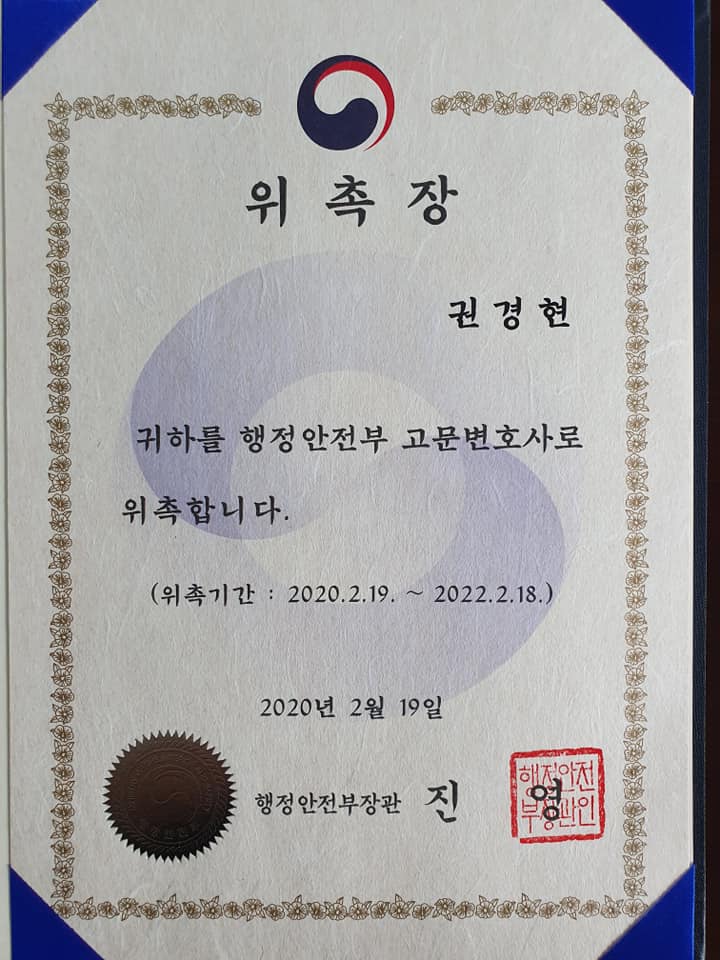 위촉장
권경현
귀하를 행정안전부 고문변호사로
위촉합니다.
(위촉기간 : 2020.2.19. ~ 2022.2.18.)
2020년 2월 19일
행정안전부장관 진 영
행정안전
부장관인